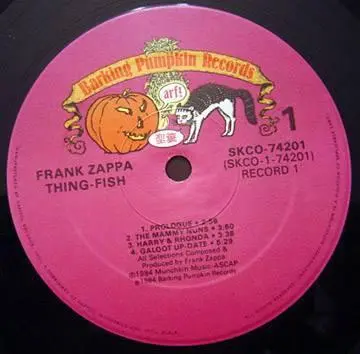 Barking Pumpkin Records
arf!
1
FRANK ZAPPA
THING-FISH
SKCO-74201
(SKCO-1-74201)
RECORD 1
1. PROLOGUE • 2:56
2. THE MAMMY NUNS • 3:50
3. HARRY & RHONDA • 3:38
4. GALOOT UP-DATE • 5:29
All Selections Composed &
Produced by Frank Zappa
℗1984 Munchkin Music-ASCAP
©1984 Barking Pumpkin Records